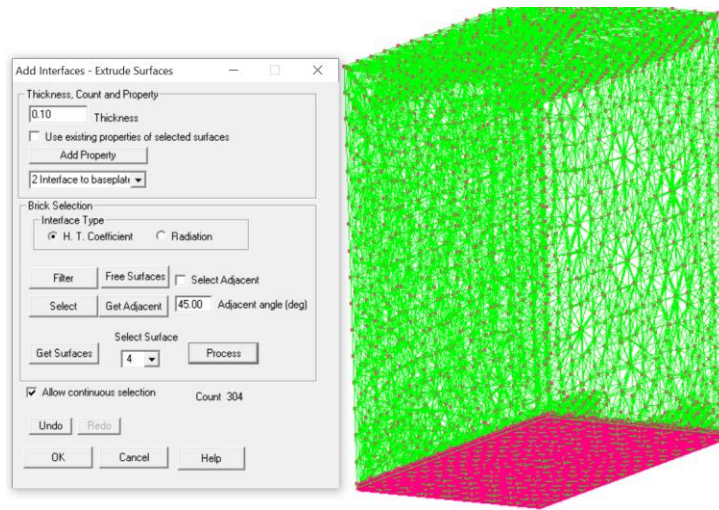 Add Interfaces - Extrude Surfaces
Thickness, Count and Property
0.10 Thickness
Use existing properties of selected surfaces
Add Property
2 Interface to baseplate
Brick Selection
Interface Type
H. T. Coefficient Radiation
Filter Free Surfaces Select Adjacent
Select Get Adjacent 45.00 Adjacent angle (deg)
Select Surface
Get Surfaces 4 Process
Allow continuous selection Count 304
Undo Redo
OK Cancel Help